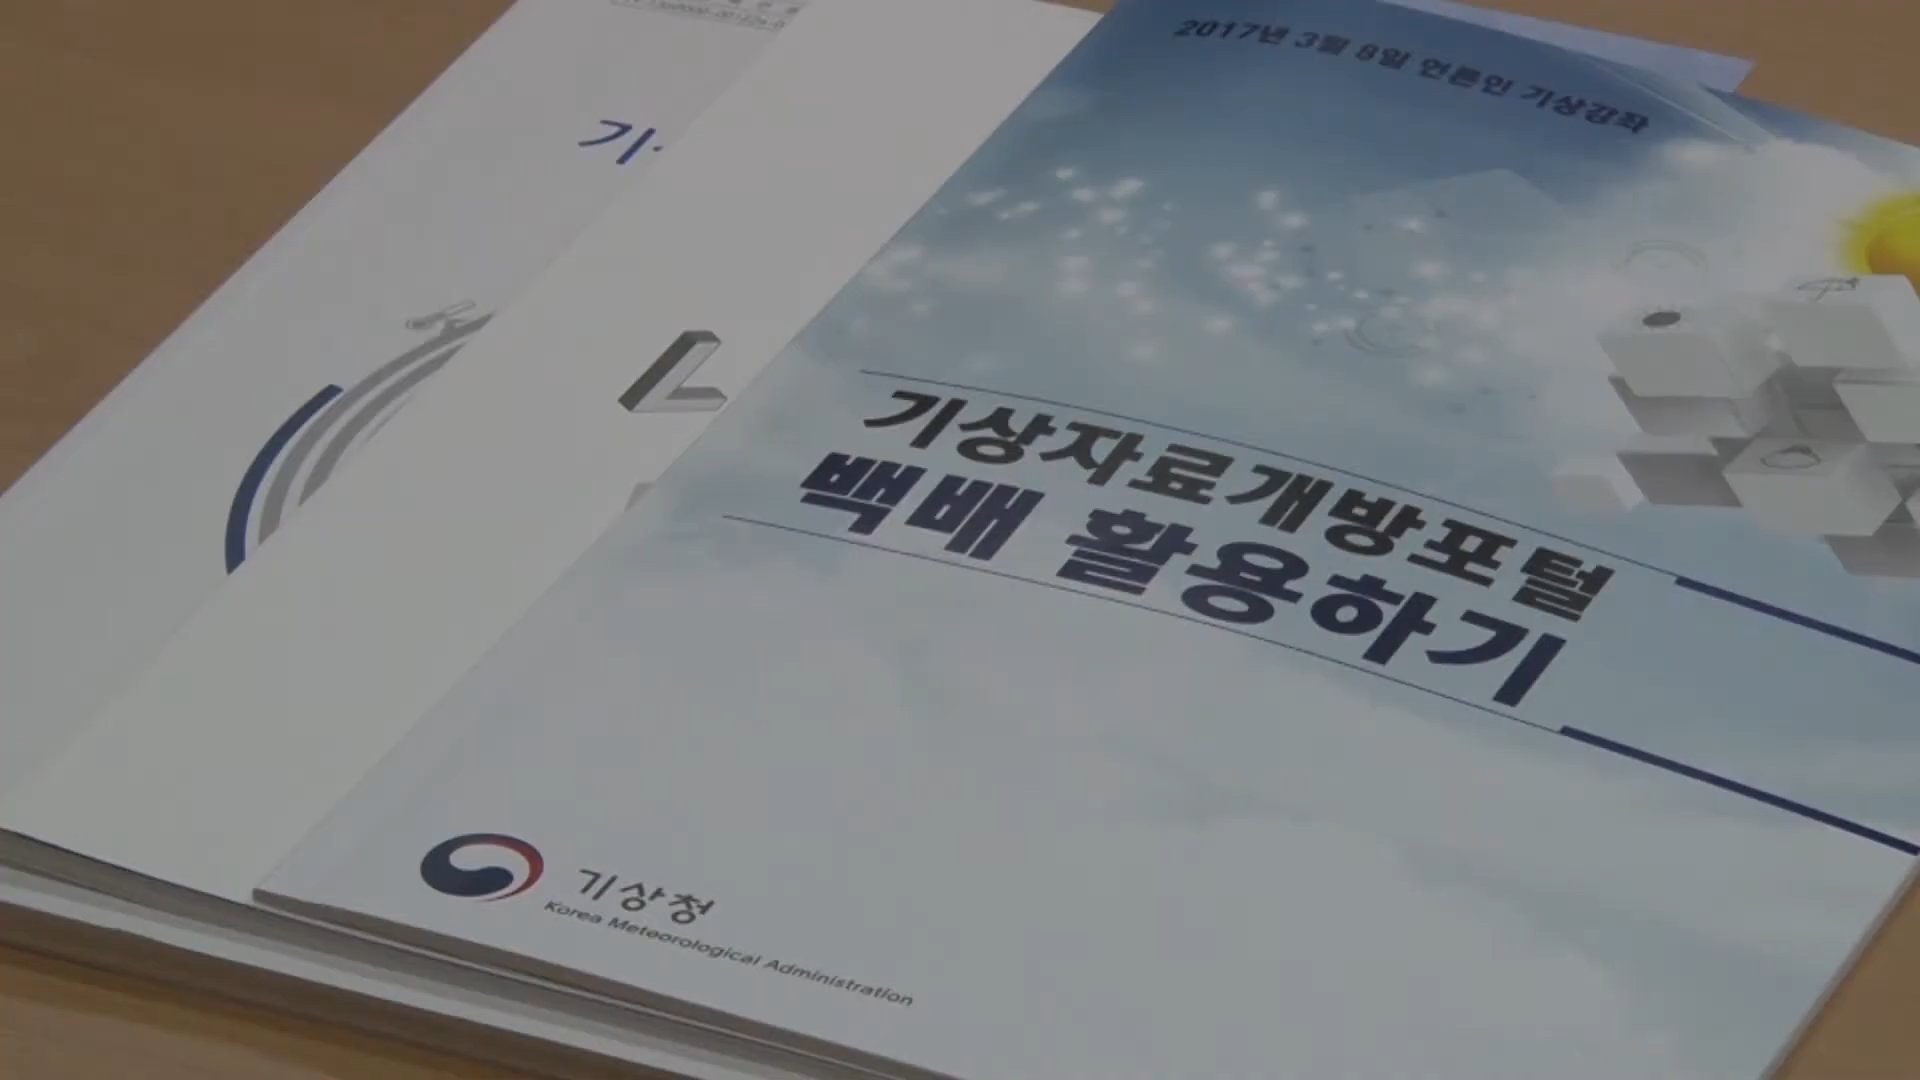 2017년 3월 8일 언론인 기상강좌
기상자료개방포털
백배 활용하기
기상청
Korea Meteorological Administration